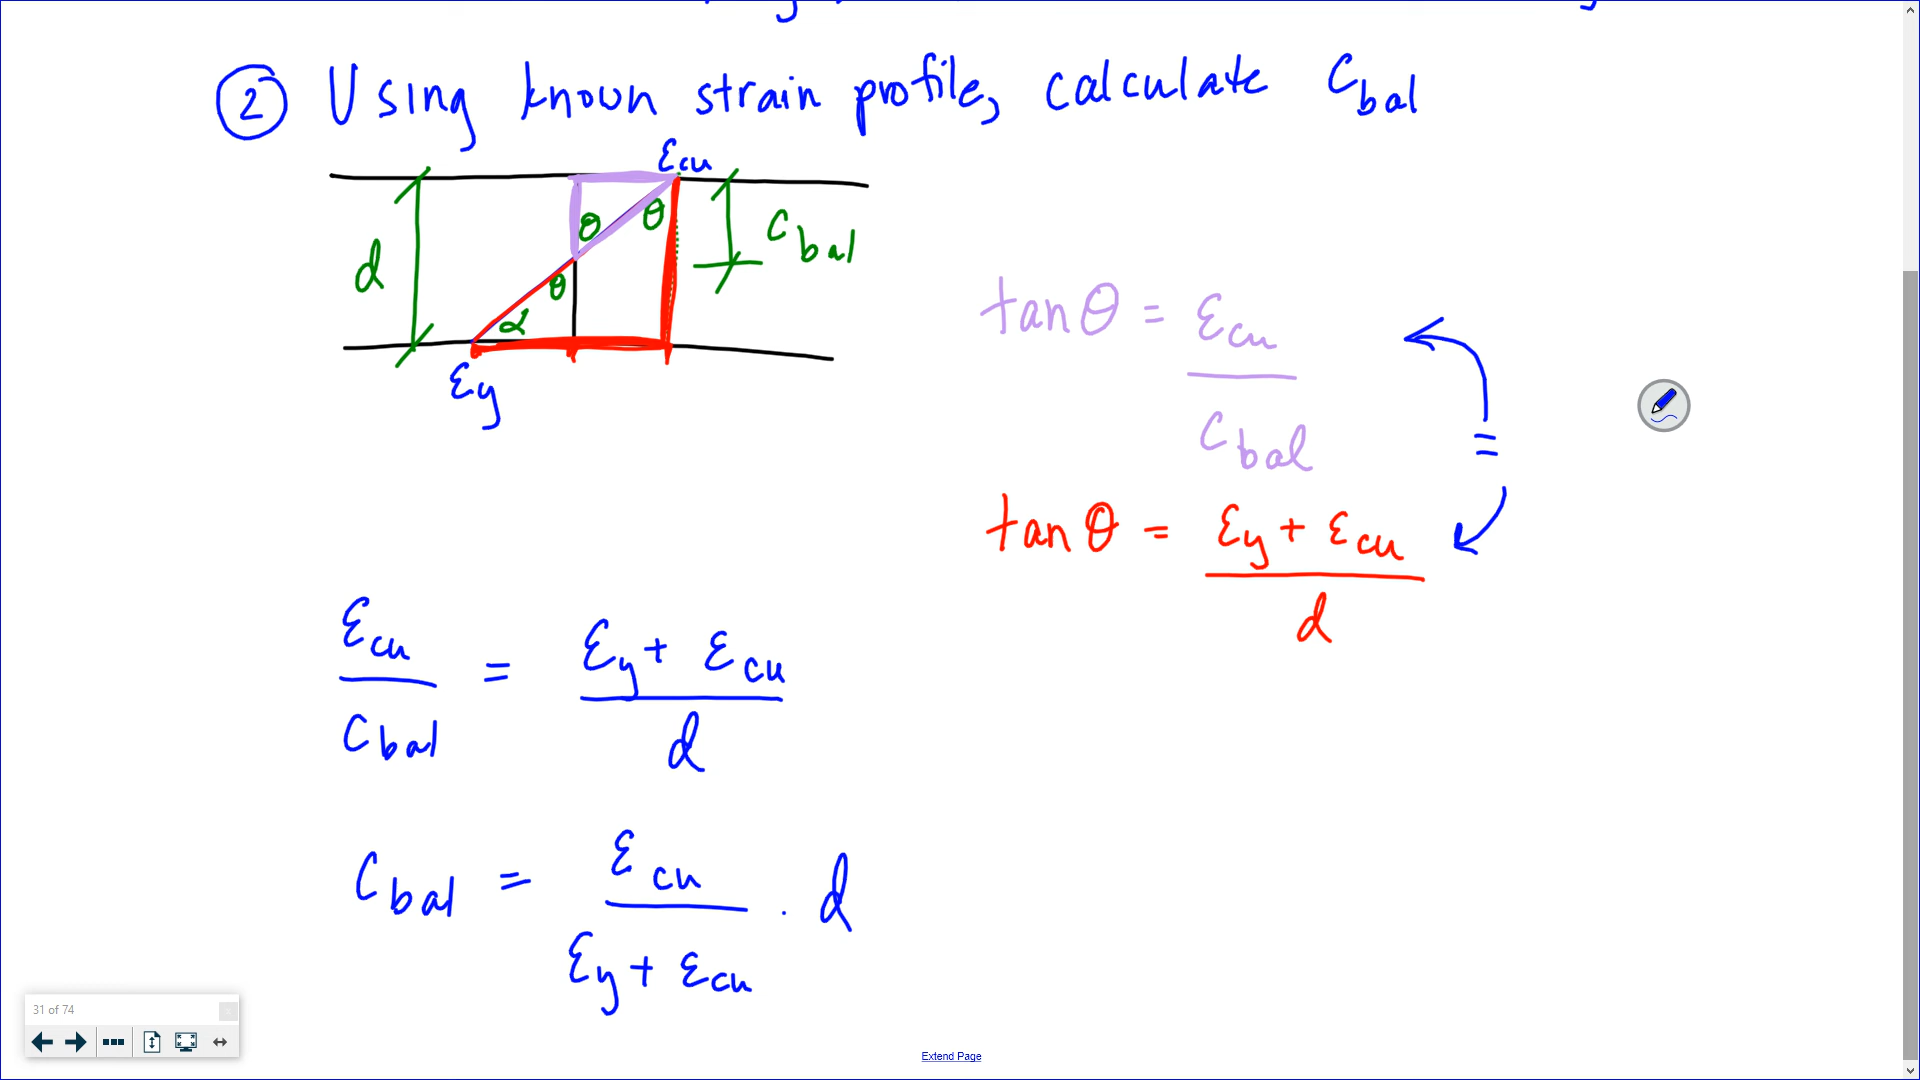 ② Using known strain profile, calculate C_bal
ε_cu
θ θ C_bal
d
θ
α
ε_y
tan θ = ε_cu / C_bal
=
tan θ = (ε_y + ε_cu) / d
ε_cu / C_bal = (ε_y + ε_cu) / d
C_bal = ε_cu / (ε_y + ε_cu) · d
31 of 74
Extend Page